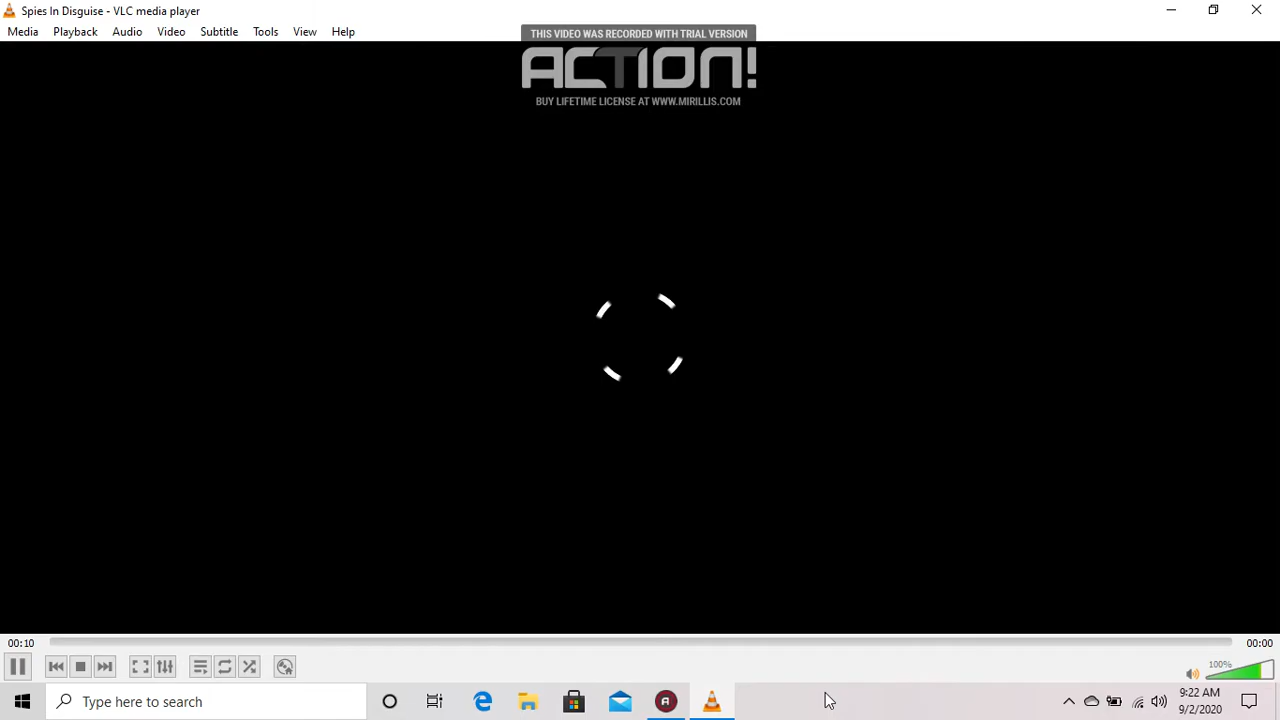 Spies In Disguise - VLC media player
Media Playback Audio Video Subtitle Tools View Help
THIS VIDEO WAS RECORDED WITH TRIAL VERSION
ACTION!
BUY LIFETIME LICENSE AT WWW.MIRILLIS.COM
00:10 00:00
100%
Type here to search
9:22 AM
9/2/2020